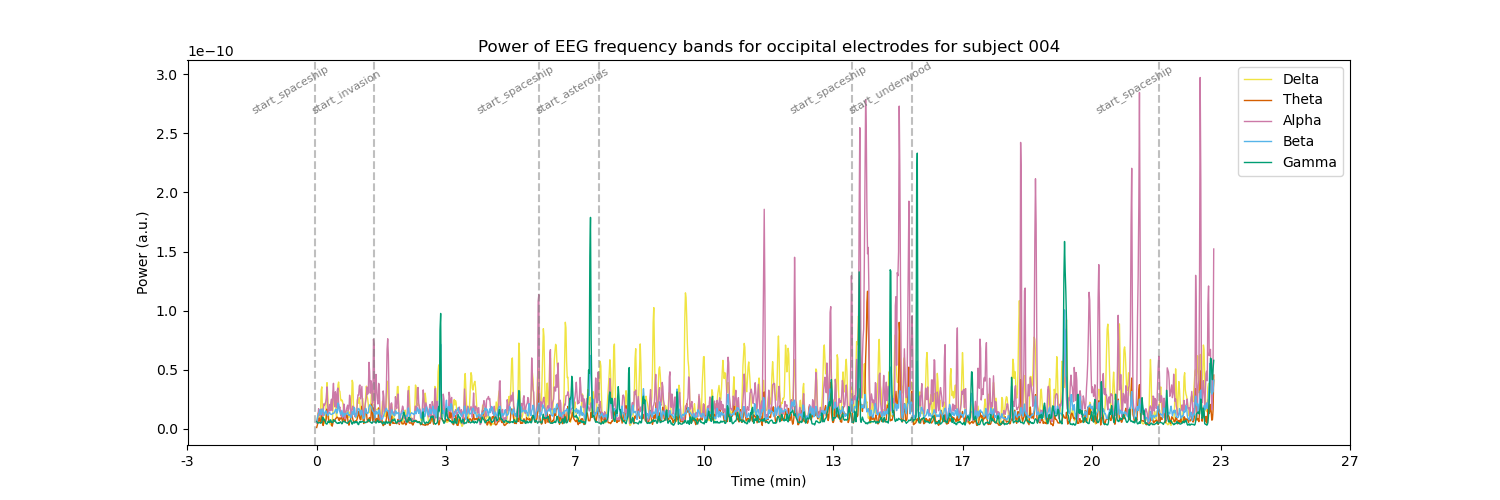 Power of EEG frequency bands for occipital electrodes for subject 004
1e−10
start_spaceship
start_invasion
start_spaceship
start_asteroids
start_spaceship
start_underwood
start_spaceship
Delta
Theta
Alpha
Beta
Gamma
3.0
2.5
2.0
1.5
1.0
0.5
0.0
Power (a.u.)
-3 0 3 7 10 13 17 20 23 27
Time (min)